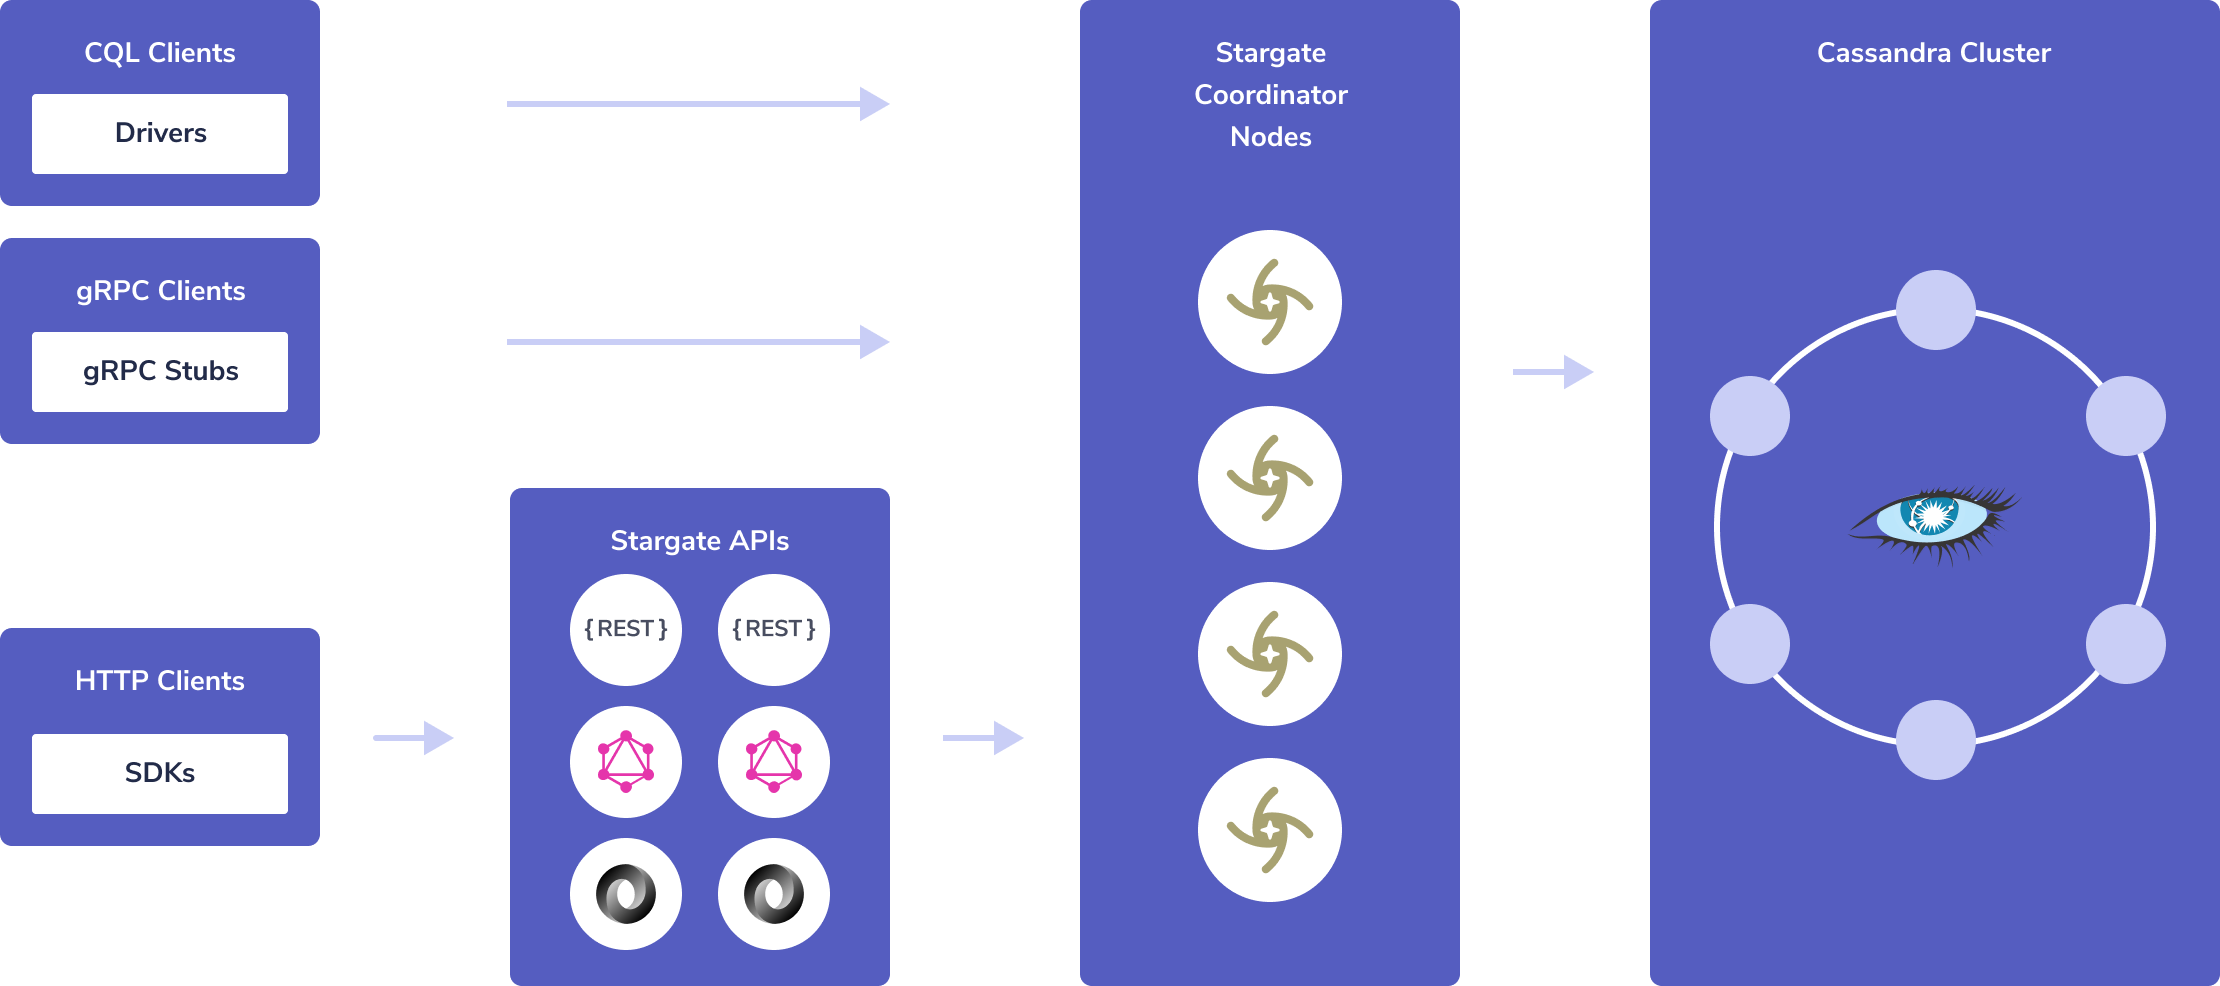 CQL Clients
Drivers
gRPC Clients
gRPC Stubs
HTTP Clients
SDKs
Stargate APIs
{REST} {REST}
Stargate
Coordinator
Nodes
Cassandra Cluster